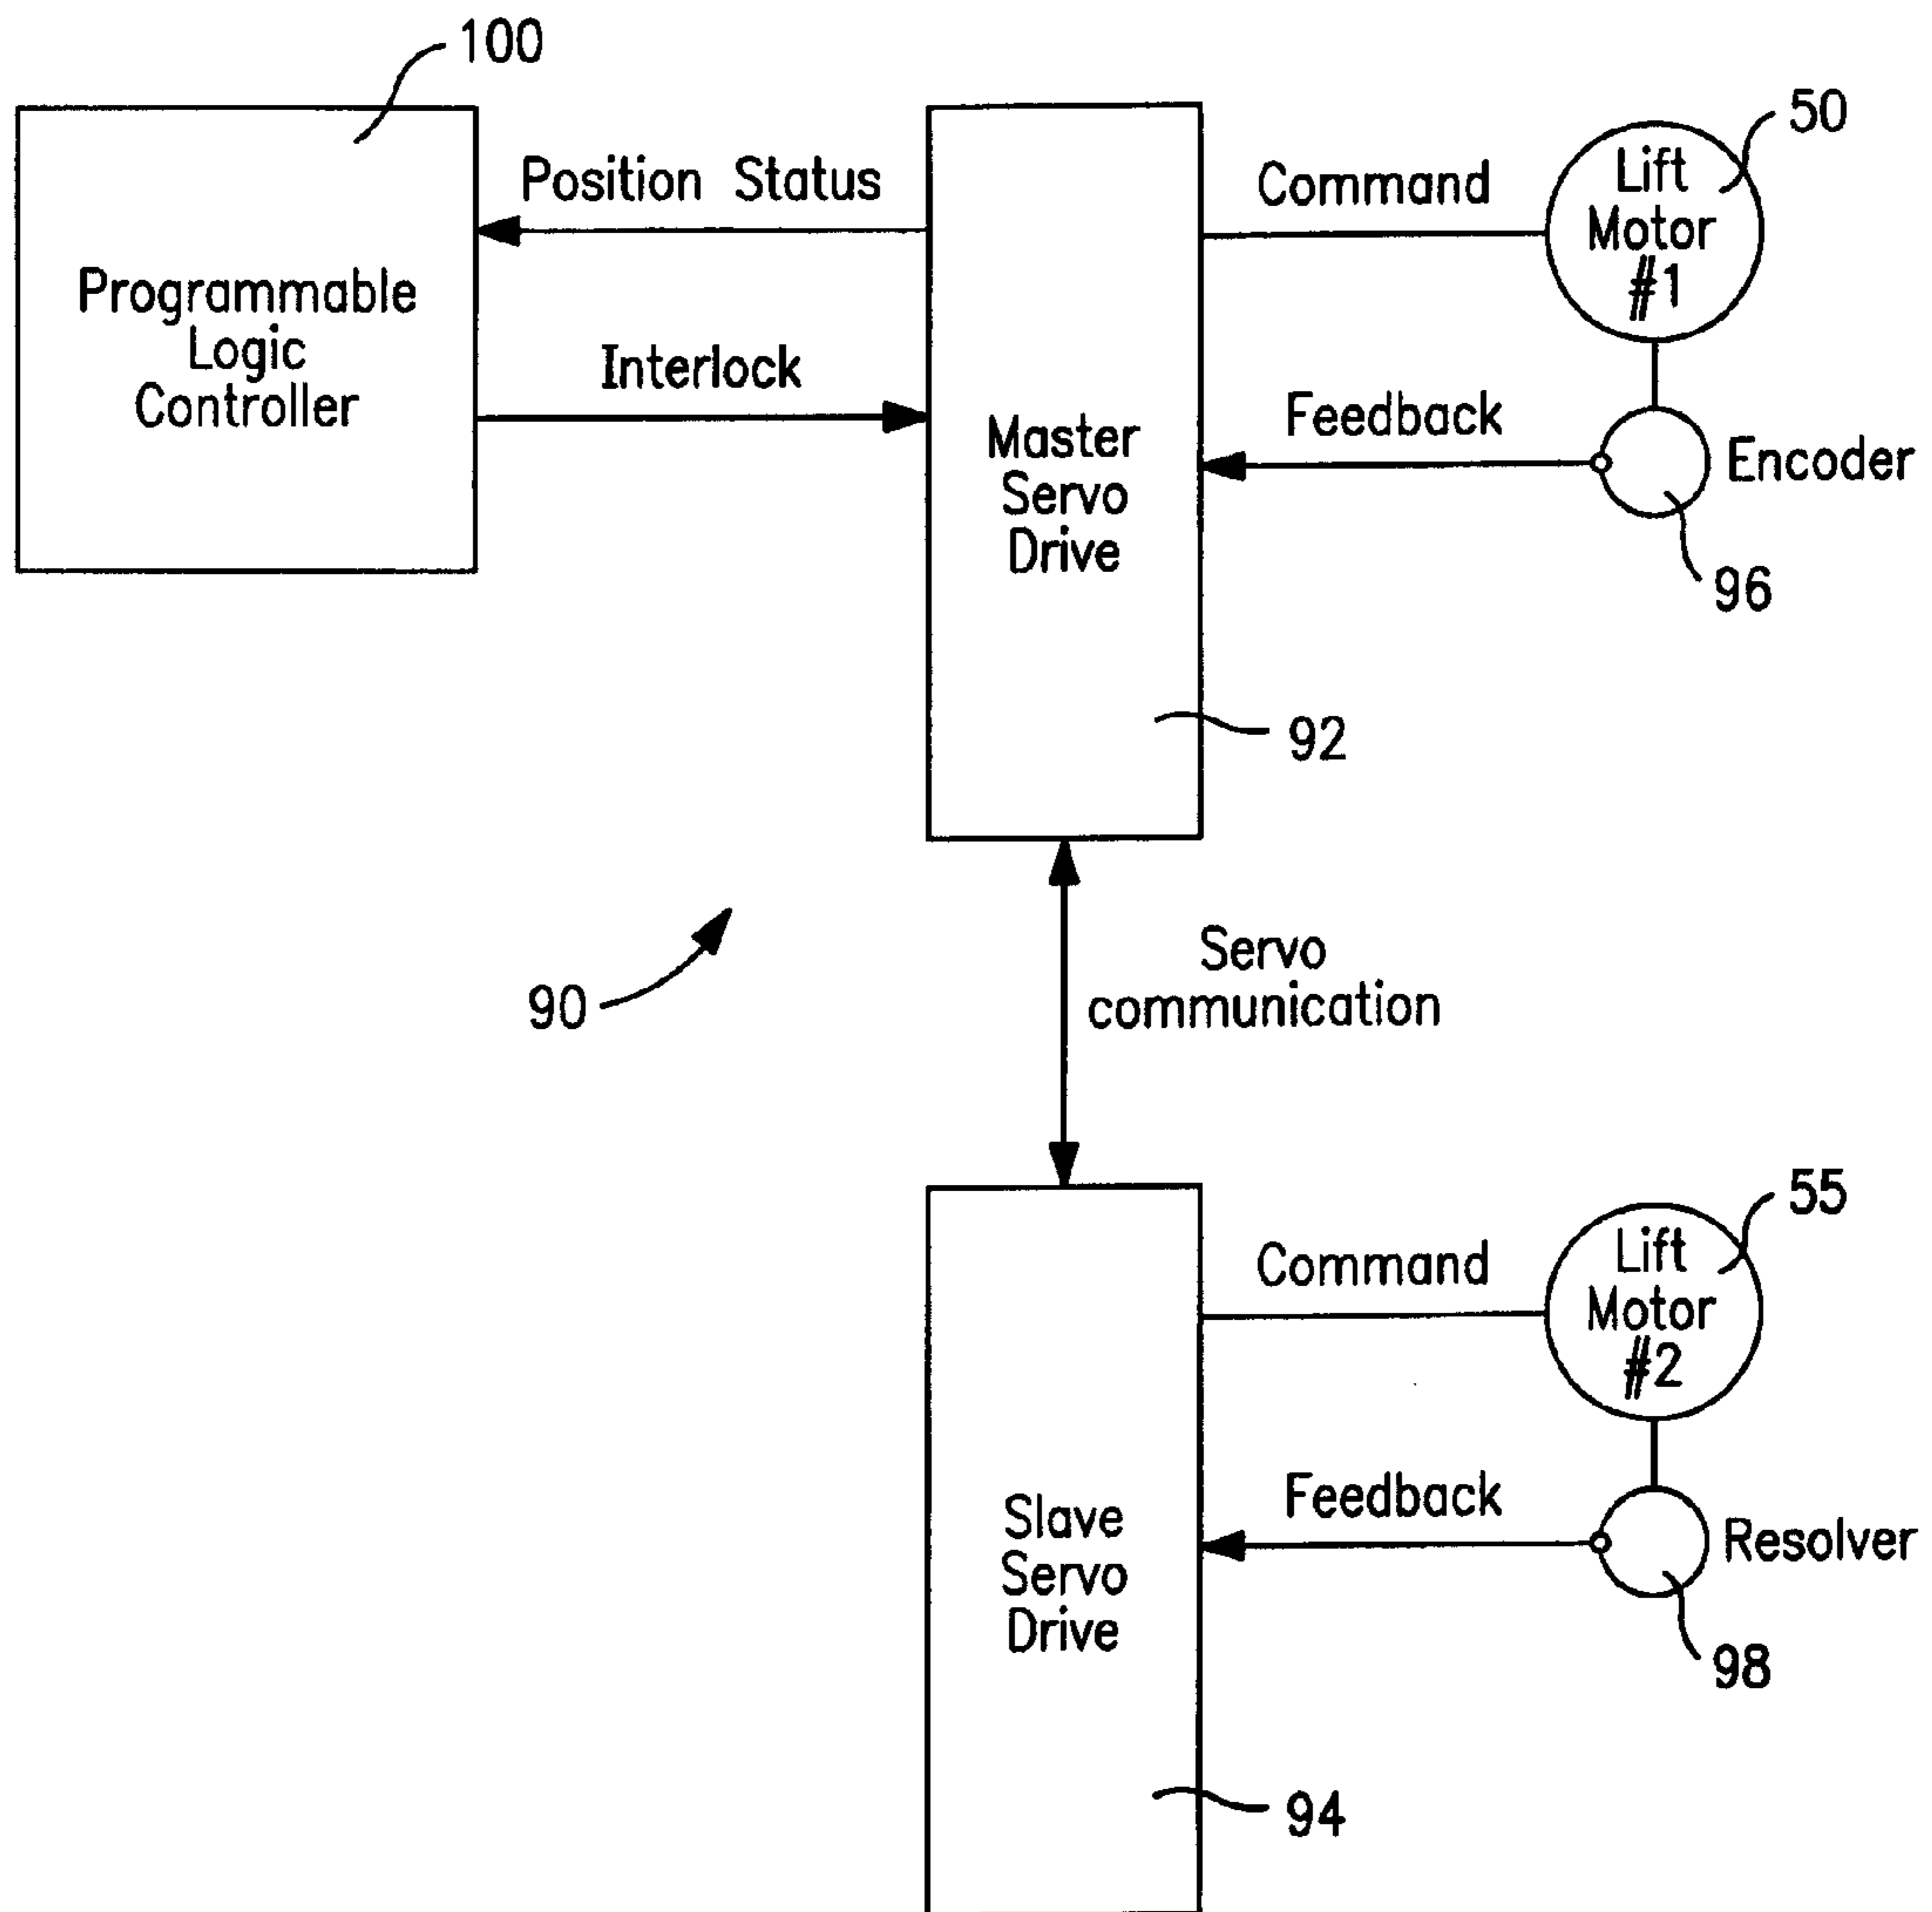 100
Programmable
Logic
Controller
Position Status
Interlock
Master
Servo
Drive
92
Command
Lift
Motor
#1
50
Feedback
Encoder
96
90
Servo
communication
Slave
Servo
Drive
94
Command
Lift
Motor
#2
55
Feedback
Resolver
98